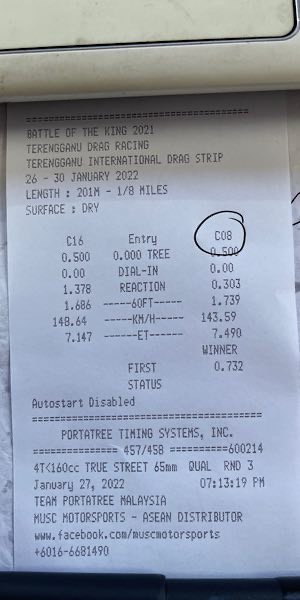 ==========================================
BATTLE OF THE KING 2021
TERENGGANU DRAG RACING
TERENGGANU INTERNATIONAL DRAG STRIP
26 - 30 JANUARY 2022
LENGTH : 201M - 1/8 MILES
SURFACE : DRY
C16 Entry C08
0.500 0.000 TREE 0.500
0.00 DIAL-IN 0.00
1.378 REACTION 0.303
1.686 -----60FT----- 1.739
148.64 -----KM/H----- 143.59
7.147 ------ET------ 7.490
WINNER
FIRST 0.732
STATUS
Autostart Disabled
==========================================
PORTATREE TIMING SYSTEMS, INC.
=============== 457/458 ==========600214
4T<160cc TRUE STREET 65mm QUAL RND 3
January 27, 2022 07:13:19 PM
TEAM PORTATREE MALAYSIA
MUSC MOTORSPORTS - ASEAN DISTRIBUTOR
www.facebook.com/muscmotorsports
+6016-6681490